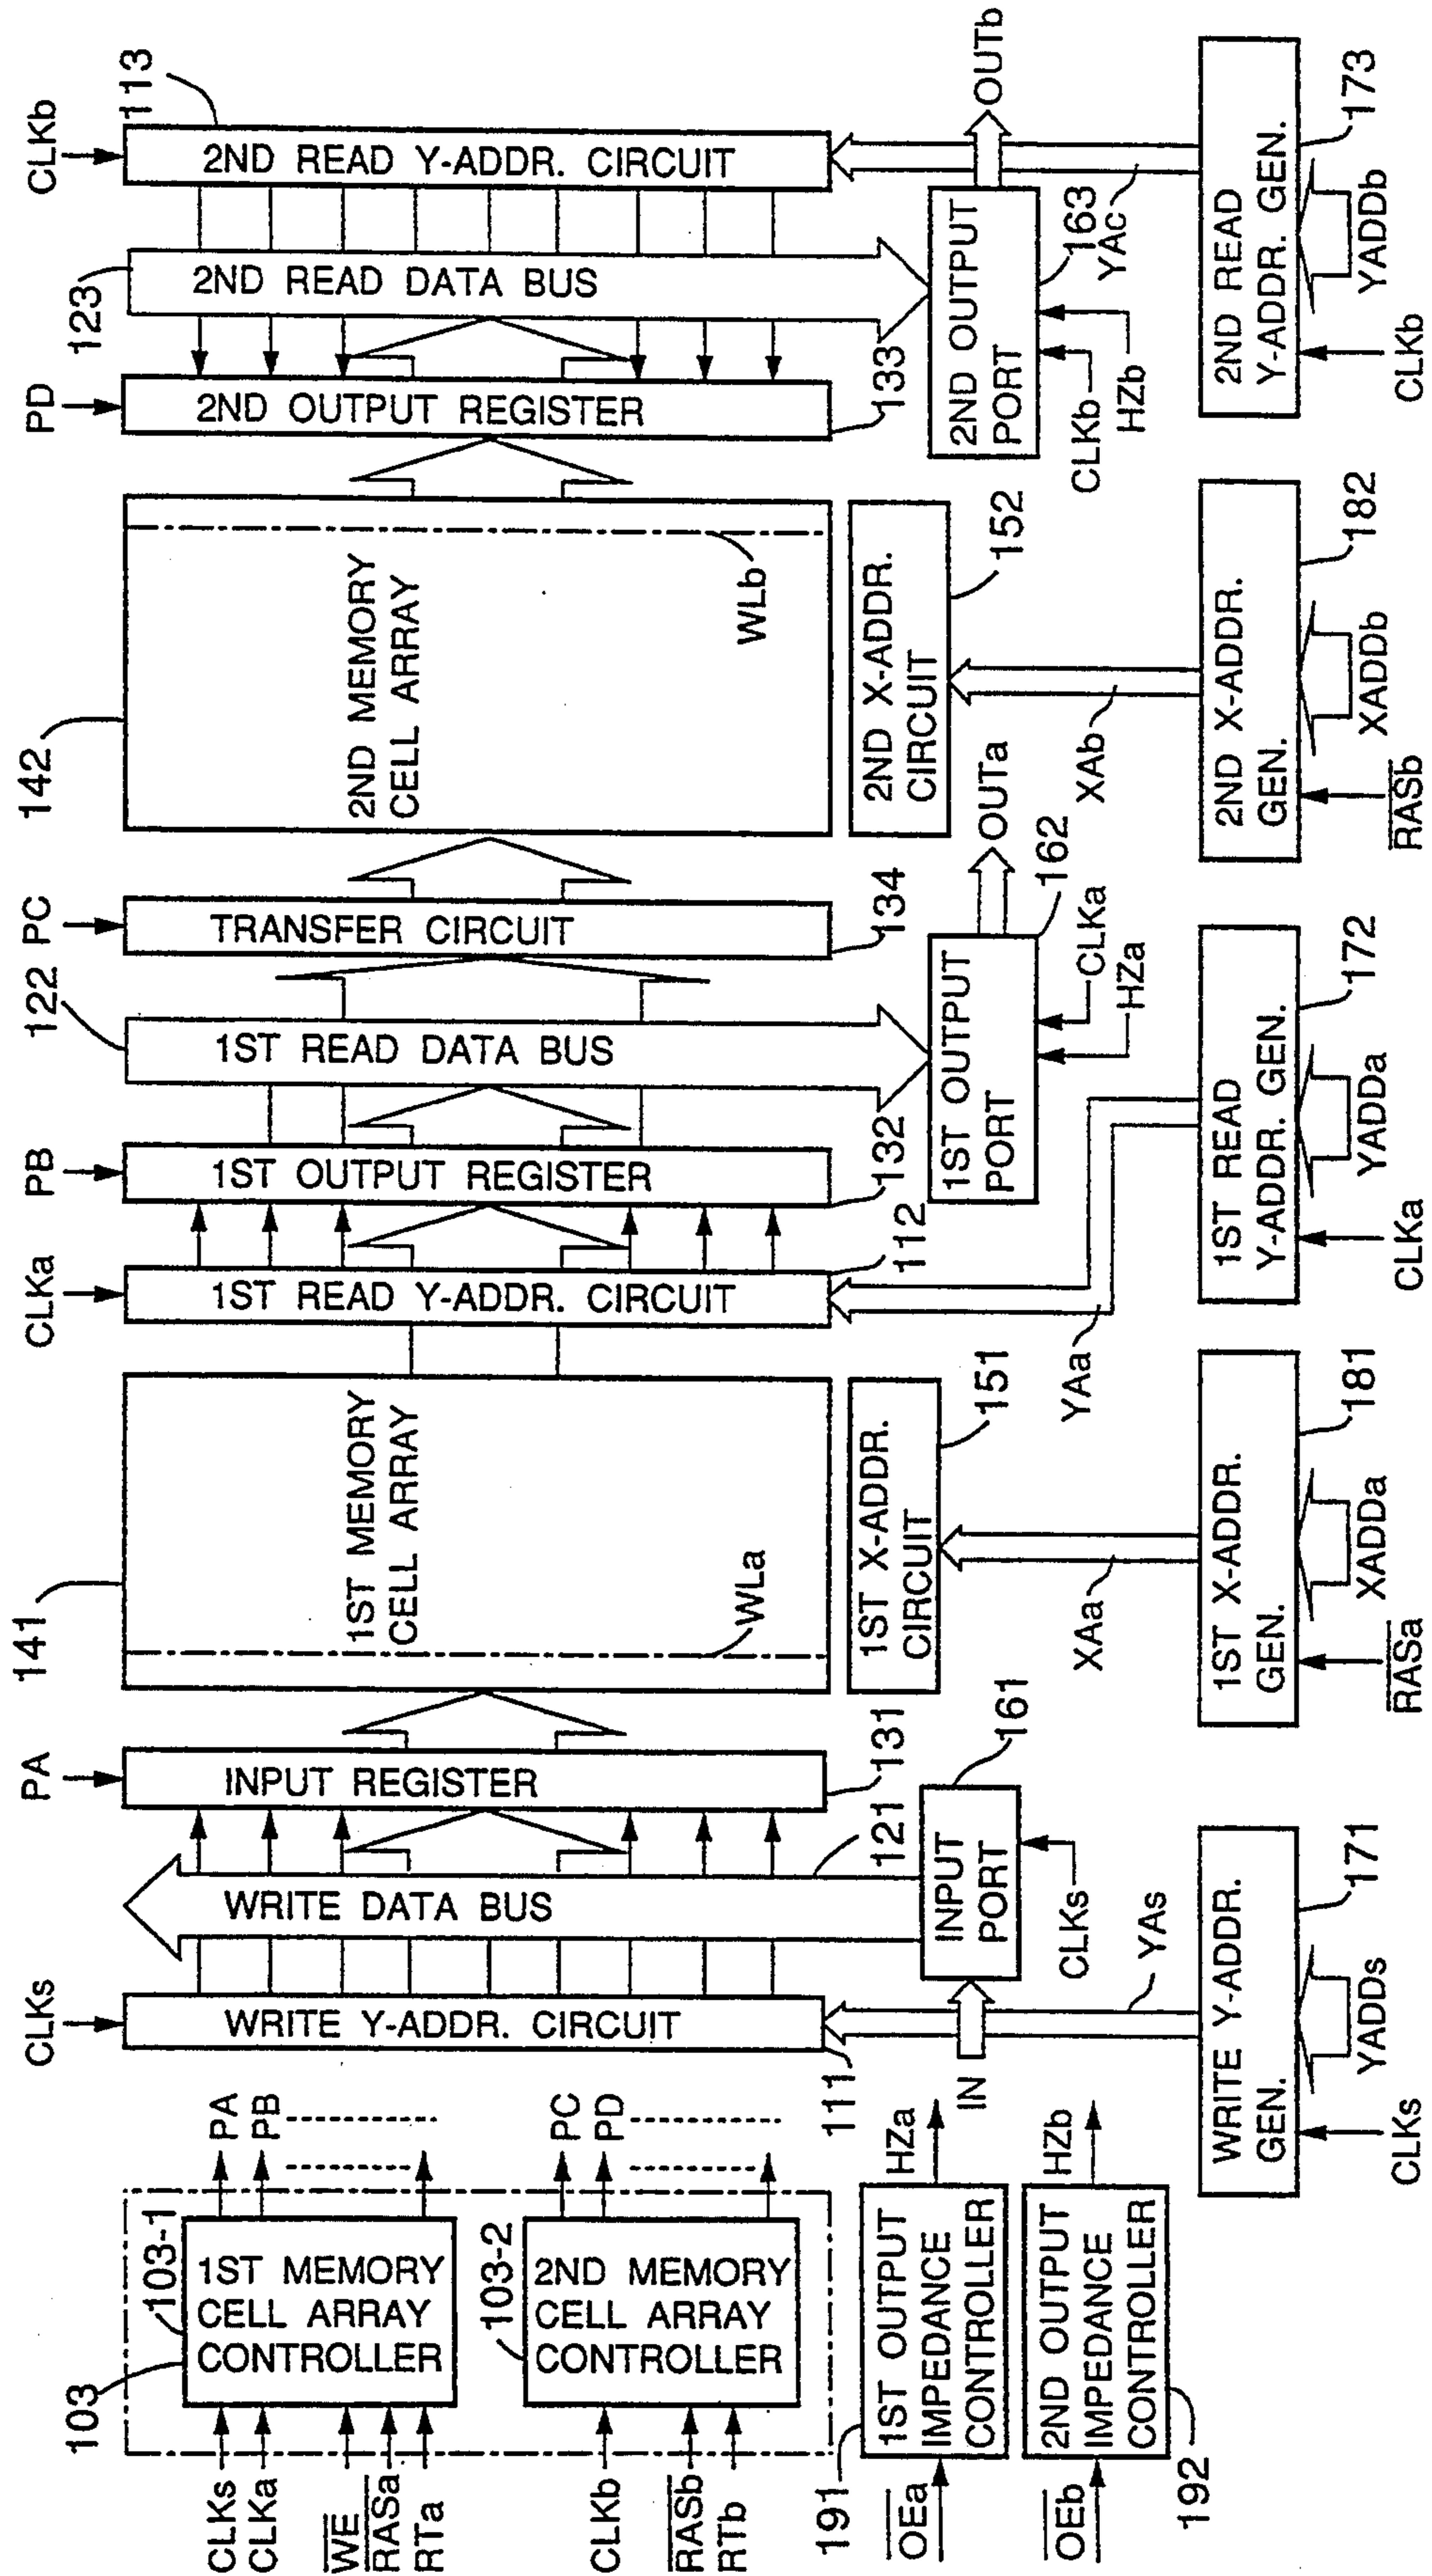 CLKs
CLKa
WE
RASa
RTa
CLKb
RASb
RTb
103
103-1
1ST MEMORY
CELL ARRAY
CONTROLLER
PA
PB
103-2
2ND MEMORY
CELL ARRAY
CONTROLLER
PC
PD
191
OEa
1ST OUTPUT
IMPEDANCE
CONTROLLER
HZa
OEb
192
2ND OUTPUT
IMPEDANCE
CONTROLLER
HZb
CLKs
WRITE Y-ADDR. CIRCUIT
111
WRITE DATA BUS
121
PA
INPUT REGISTER
131
IN
INPUT
PORT
161
CLKs
YAs
WRITE Y-ADDR.
GEN.
171
CLKs
YADDs
141
1ST MEMORY
CELL ARRAY
WLa
1ST X-ADDR.
CIRCUIT
151
XAa
1ST X-ADDR.
GEN.
181
RASa
XADDa
CLKa
1ST READ Y-ADDR. CIRCUIT
112
PB
1ST OUTPUT REGISTER
132
122
1ST READ DATA BUS
PC
TRANSFER CIRCUIT
134
1ST OUTPUT
PORT
162
OUTa
CLKa
HZa
YAa
1ST READ
Y-ADDR. GEN.
172
CLKa
YADDa
142
2ND MEMORY
CELL ARRAY
WLb
2ND X-ADDR.
CIRCUIT
152
XAb
2ND X-ADDR.
GEN.
182
RASb
XADDb
PD
2ND OUTPUT REGISTER
133
123
2ND READ DATA BUS
CLKb
113
2ND READ Y-ADDR. CIRCUIT
2ND OUTPUT
PORT
163
OUTb
CLKb
HZb
YAc
2ND READ
Y-ADDR. GEN.
173
CLKb
YADDb